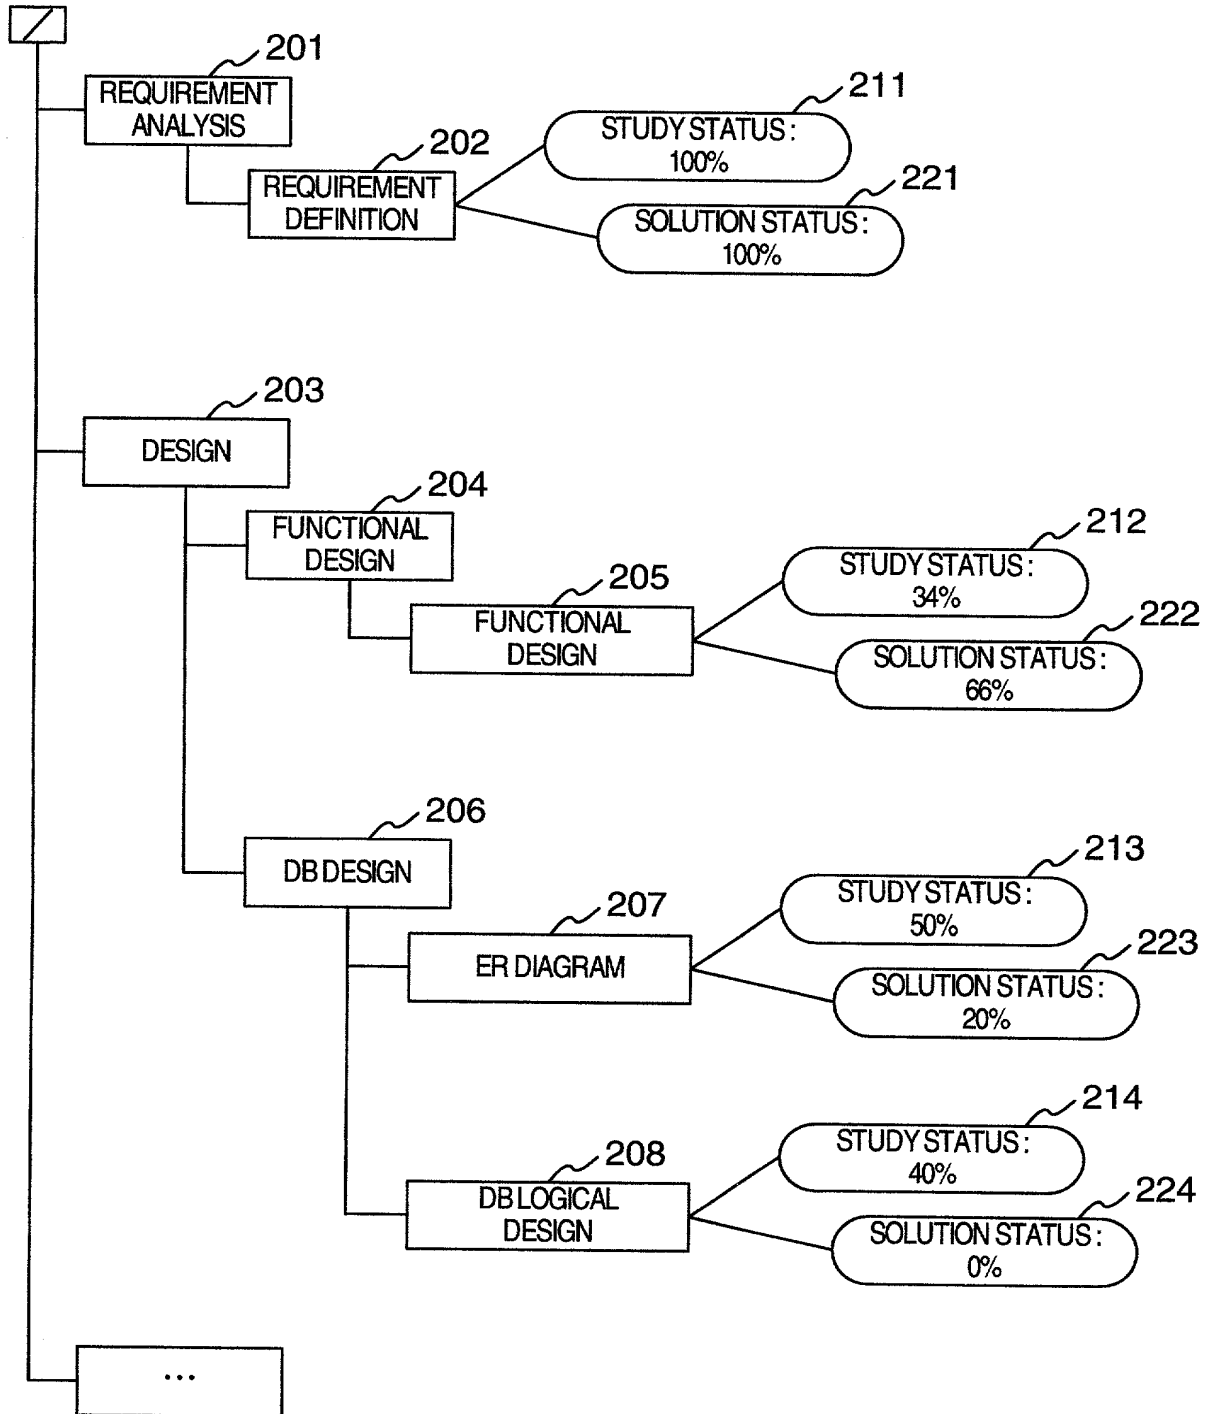 /
201
REQUIREMENT
ANALYSIS
202
REQUIREMENT
DEFINITION
211
STUDY STATUS :
100%
221
SOLUTION STATUS :
100%
203
DESIGN
204
FUNCTIONAL
DESIGN
205
FUNCTIONAL
DESIGN
212
STUDY STATUS :
34%
222
SOLUTION STATUS :
66%
206
DB DESIGN
207
ER DIAGRAM
213
STUDY STATUS :
50%
223
SOLUTION STATUS :
20%
208
DB LOGICAL
DESIGN
214
STUDY STATUS :
40%
224
SOLUTION STATUS :
0%
...